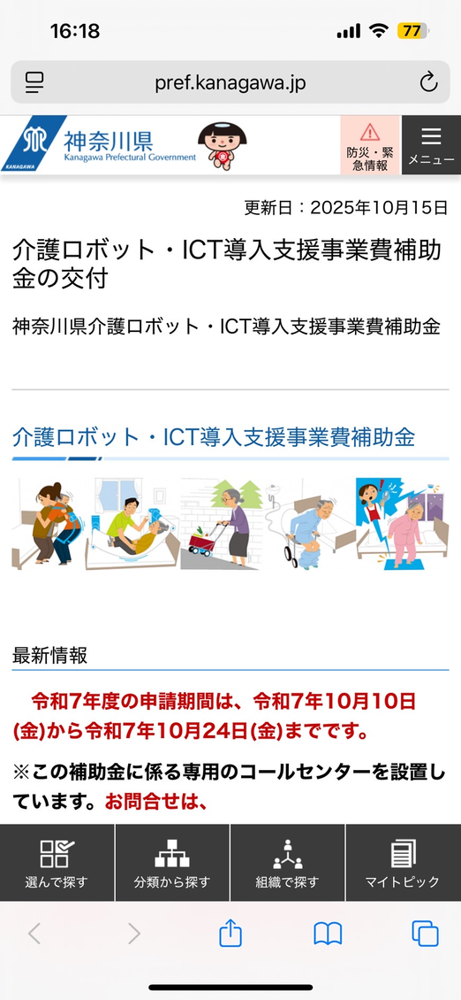 16:18
77
pref.kanagawa.jp
KANAGAWA
神奈川県
Kanagawa Prefectural Government
防災・緊
急情報
メニュー
更新日：2025年10月15日
介護ロボット・ICT導入支援事業費補助
金の交付
神奈川県介護ロボット・ICT導入支援事業費補助金
介護ロボット・ICT導入支援事業費補助金
最新情報
令和7年度の申請期間は、令和7年10月10日
(金)から令和7年10月24日(金)までです。
※この補助金に係る専用のコールセンターを設置し
ています。お問合せは、
選んで探す
分類から探す
組織で探す
マイトピック